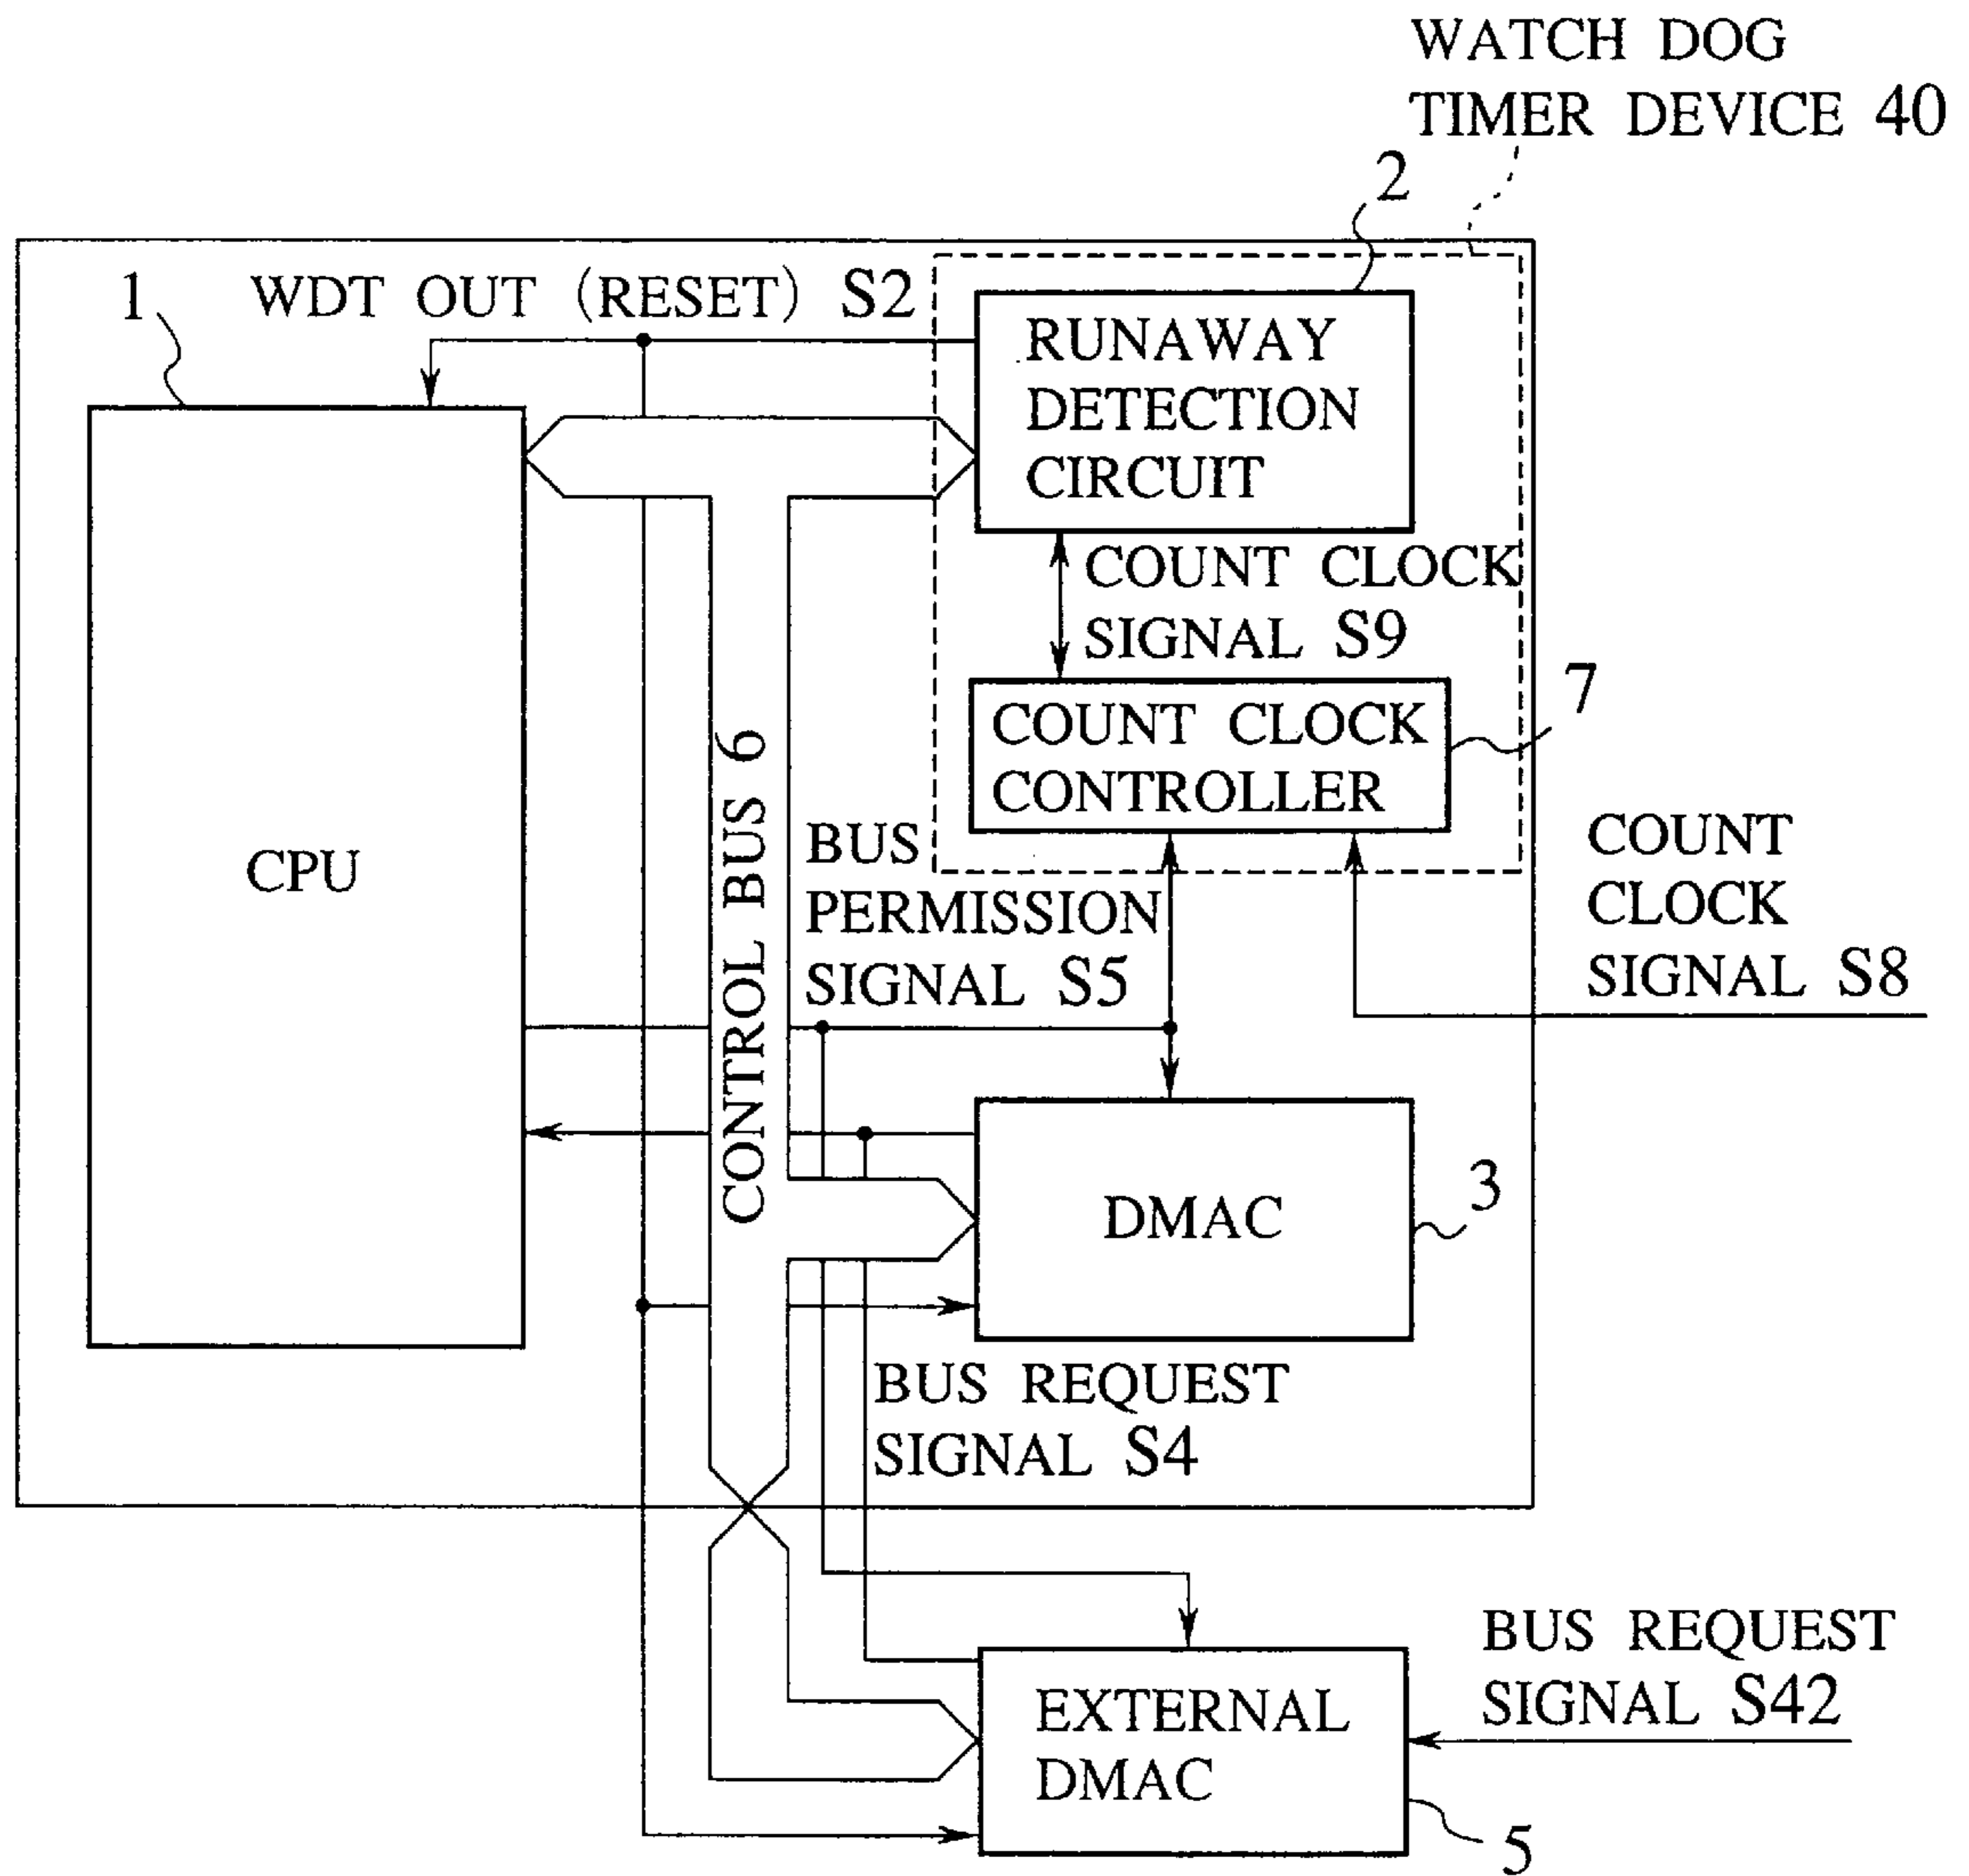 WATCH DOG
TIMER DEVICE 40
2
1
WDT OUT (RESET) S2
RUNAWAY
DETECTION
CIRCUIT
COUNT CLOCK
SIGNAL S9
7
COUNT CLOCK
CONTROLLER
CPU
CONTROL BUS 6
BUS
PERMISSION
SIGNAL S5
COUNT
CLOCK
SIGNAL S8
DMAC
3
BUS REQUEST
SIGNAL S4
BUS REQUEST
SIGNAL S42
EXTERNAL
DMAC
5